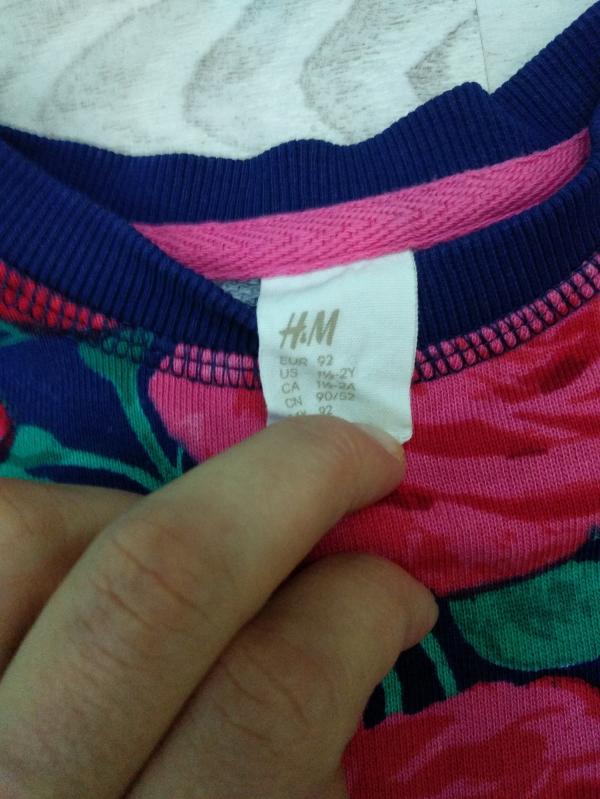 H&M
EUR 92
US 1½-2Y
CA 1½-2A
CN 90/52
92